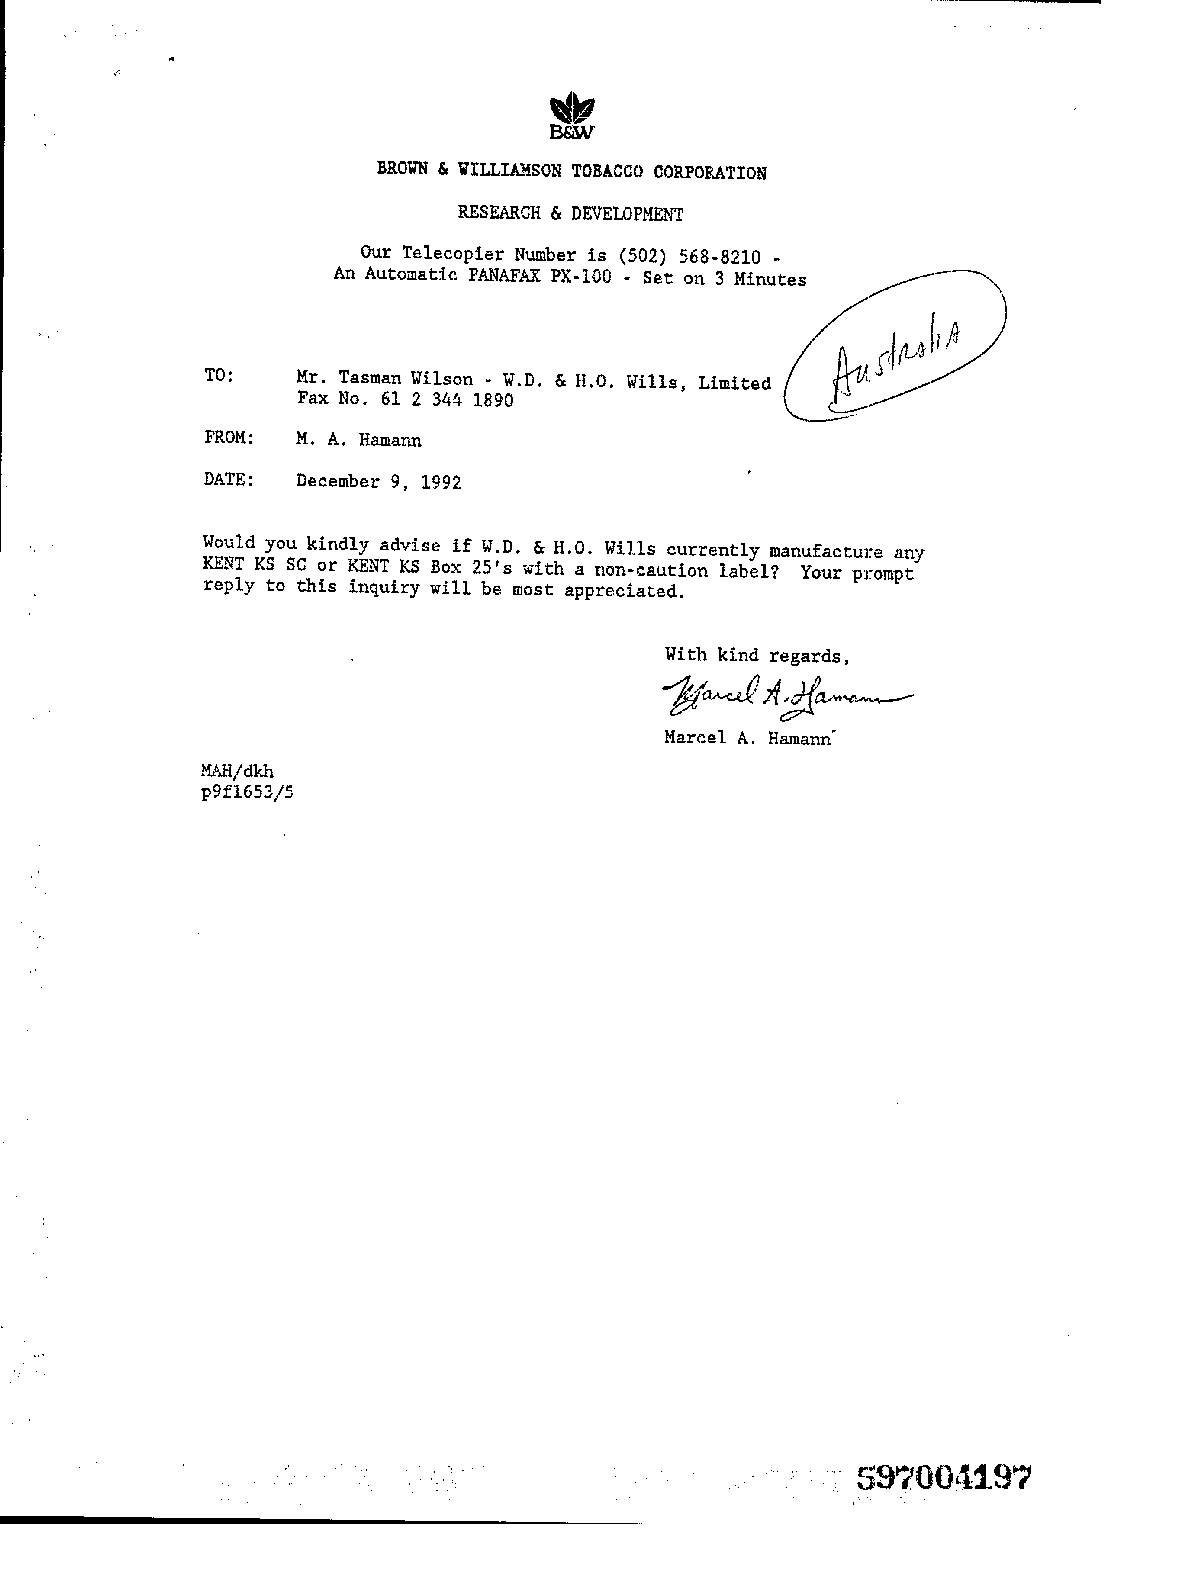 B&W
BROWN & WILLIAMSON TOBACCO CORPORATION
RESEARCH & DEVELOPMENT
Our Telecopier Number is (502) 568-8210 -
An Automatic PANAFAX PX-100 - Set on 3 Minutes
Australia
TO: Mr. Tasman Wilson - W.D. & H.O. Wills, Limited
Fax No. 61 2 344 1890
FROM: M. A. Hamann
DATE: December 9, 1992
Would you kindly advise if W.D. & H.O. Wills currently manufacture any
KENT KS SC or KENT KS Box 25's with a non-caution label? Your prompt
reply to this inquiry will be most appreciated.
With kind regards,
Marcel A. Hamann
Marcel A. Hamann
MAH/dkh
p9f1653/5
597004197